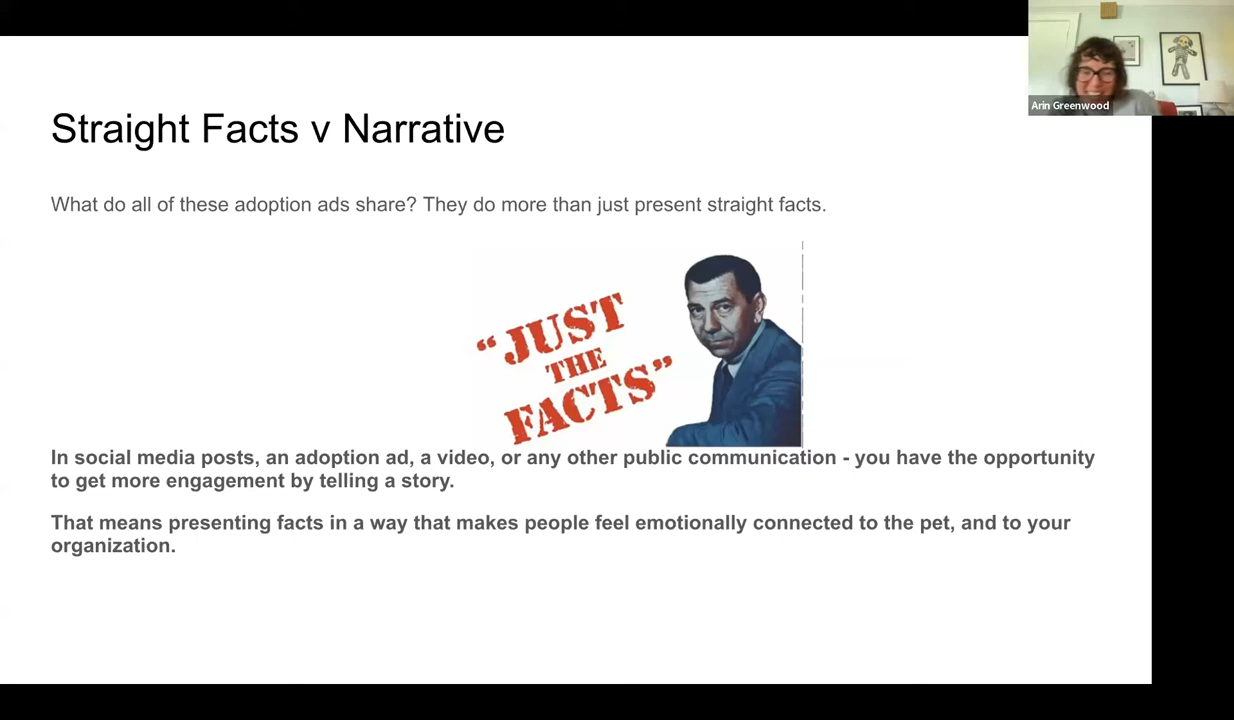 Arin Greenwood
Straight Facts v Narrative
What do all of these adoption ads share? They do more than just present straight facts.
“JUST
THE
FACTS”
In social media posts, an adoption ad, a video, or any other public communication - you have the opportunity
to get more engagement by telling a story.
That means presenting facts in a way that makes people feel emotionally connected to the pet, and to your
organization.